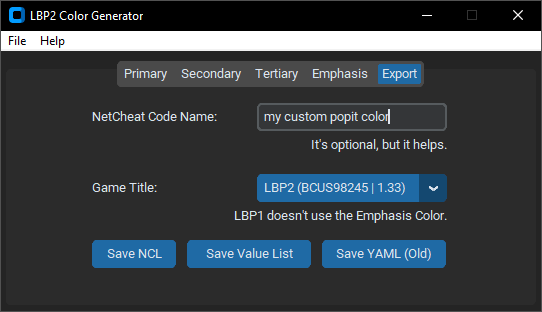 LBP2 Color Generator
File Help
Primary Secondary Tertiary Emphasis Export
NetCheat Code Name: my custom popit color
It's optional, but it helps.
Game Title: LBP2 (BCUS98245 | 1.33)
LBP1 doesn't use the Emphasis Color.
Save NCL Save Value List Save YAML (Old)